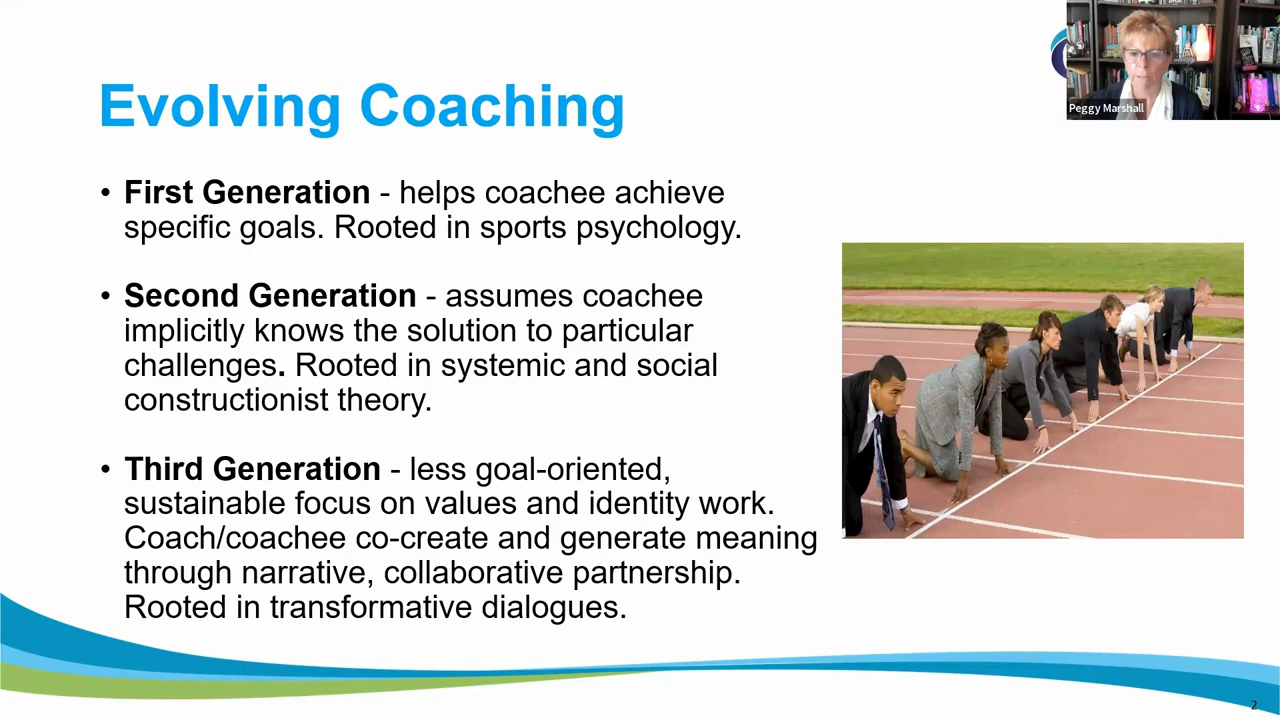 Peggy Marshall
Evolving Coaching
• First Generation - helps coachee achieve
specific goals. Rooted in sports psychology.
• Second Generation - assumes coachee
implicitly knows the solution to particular
challenges. Rooted in systemic and social
constructionist theory.
• Third Generation - less goal-oriented,
sustainable focus on values and identity work.
Coach/coachee co-create and generate meaning
through narrative, collaborative partnership.
Rooted in transformative dialogues.
2